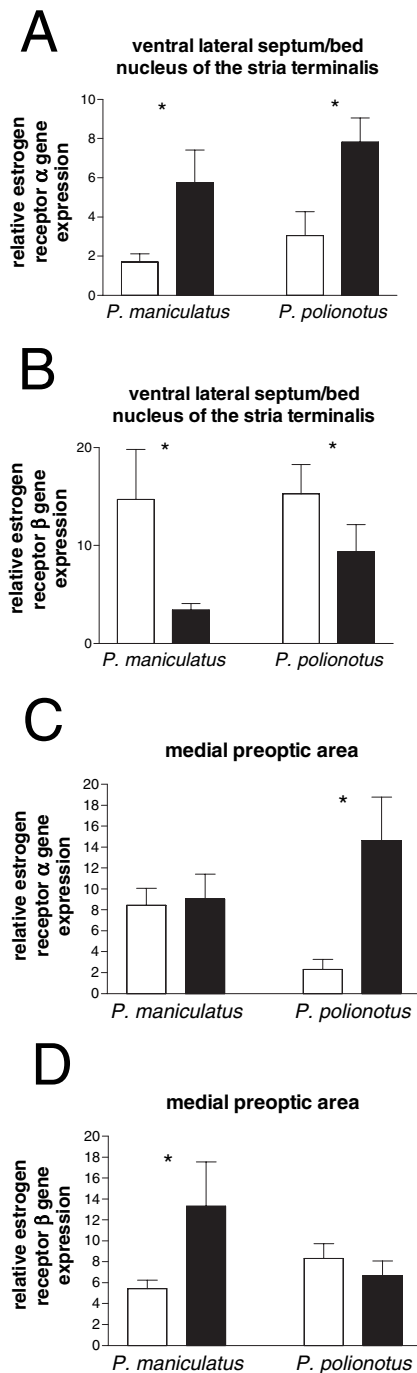 A
ventral lateral septum/bed
nucleus of the stria terminalis
relative estrogen
receptor α gene
expression
10
8
6
4
2
0
*
*
P. maniculatus
P. polionotus
B
ventral lateral septum/bed
nucleus of the stria terminalis
relative estrogen
receptor β gene
expression
20
10
0
*
*
P. maniculatus
P. polionotus
C
medial preoptic area
relative estrogen
receptor α gene
expression
20
18
16
14
12
10
8
6
4
2
0
*
P. maniculatus
P. polionotus
D
medial preoptic area
relative estrogen
receptor β gene
expression
20
18
16
14
12
10
8
6
4
2
0
*
P. maniculatus
P. polionotus